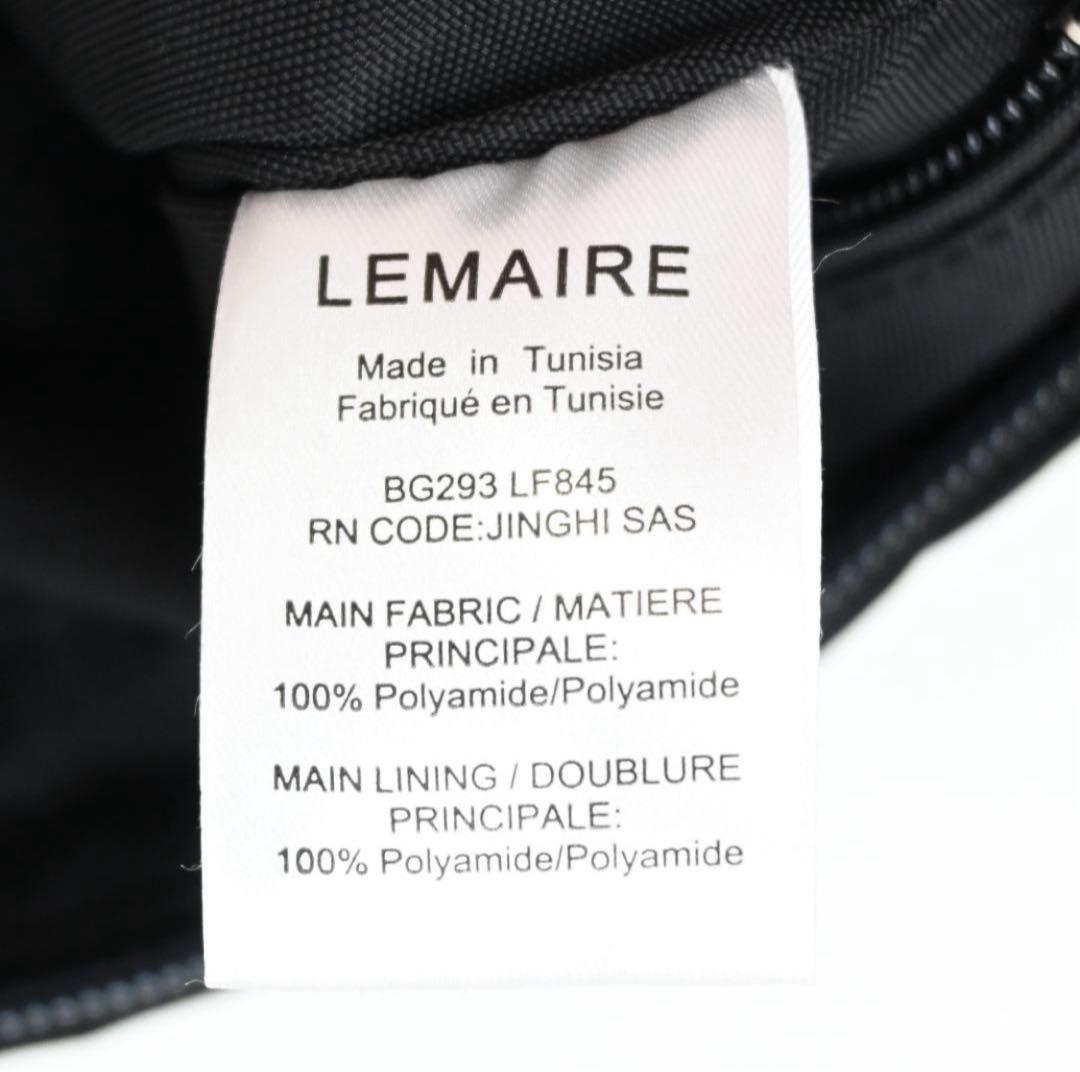 LEMAIRE
Made in Tunisia
Fabriqué en Tunisie
BG293 LF845
RN CODE:JINGHI SAS
MAIN FABRIC / MATIERE
PRINCIPALE:
100% Polyamide/Polyamide
MAIN LINING / DOUBLURE
PRINCIPALE:
100% Polyamide/Polyamide